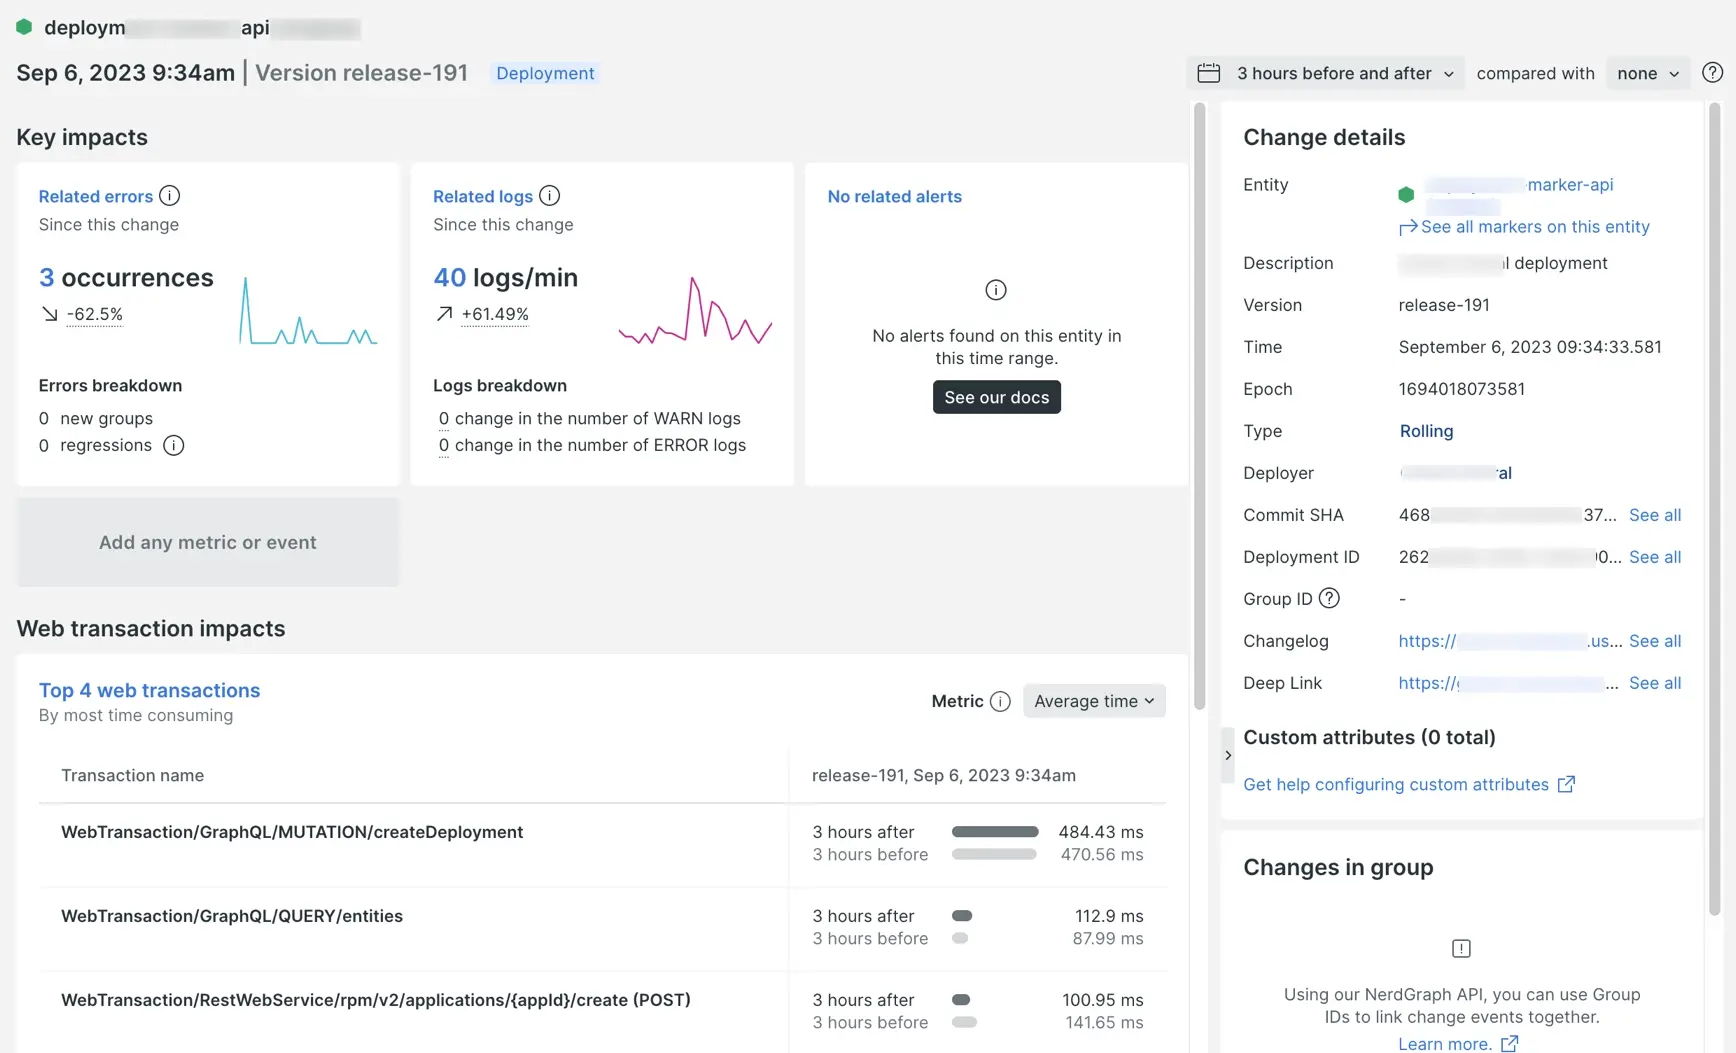 deploym api
Sep 6, 2023 9:34am | Version release-191 Deployment
3 hours before and after compared with none ?
Key impacts
Related errors
Since this change
3 occurrences
-62.5%
Errors breakdown
0 new groups
0 regressions
Related logs
Since this change
40 logs/min
+61.49%
Logs breakdown
0 change in the number of WARN logs
0 change in the number of ERROR logs
No related alerts
No alerts found on this entity in
this time range.
See our docs
Add any metric or event
Web transaction impacts
Top 4 web transactions
By most time consuming
Metric Average time
Transaction name release-191, Sep 6, 2023 9:34am
WebTransaction/GraphQL/MUTATION/createDeployment 3 hours after 484.43 ms
3 hours before 470.56 ms
WebTransaction/GraphQL/QUERY/entities 3 hours after 112.9 ms
3 hours before 87.99 ms
WebTransaction/RestWebService/rpm/v2/applications/{appId}/create (POST) 3 hours after 100.95 ms
3 hours before 141.65 ms
Change details
Entity -marker-api
See all markers on this entity
Description l deployment
Version release-191
Time September 6, 2023 09:34:33.581
Epoch 1694018073581
Type Rolling
Deployer al
Commit SHA 468 37... See all
Deployment ID 262 0... See all
Group ID ? -
Changelog https:// .us... See all
Deep Link https:// ... See all
Custom attributes (0 total)
Get help configuring custom attributes
Changes in group
Using our NerdGraph API, you can use Group
IDs to link change events together.
Learn more.